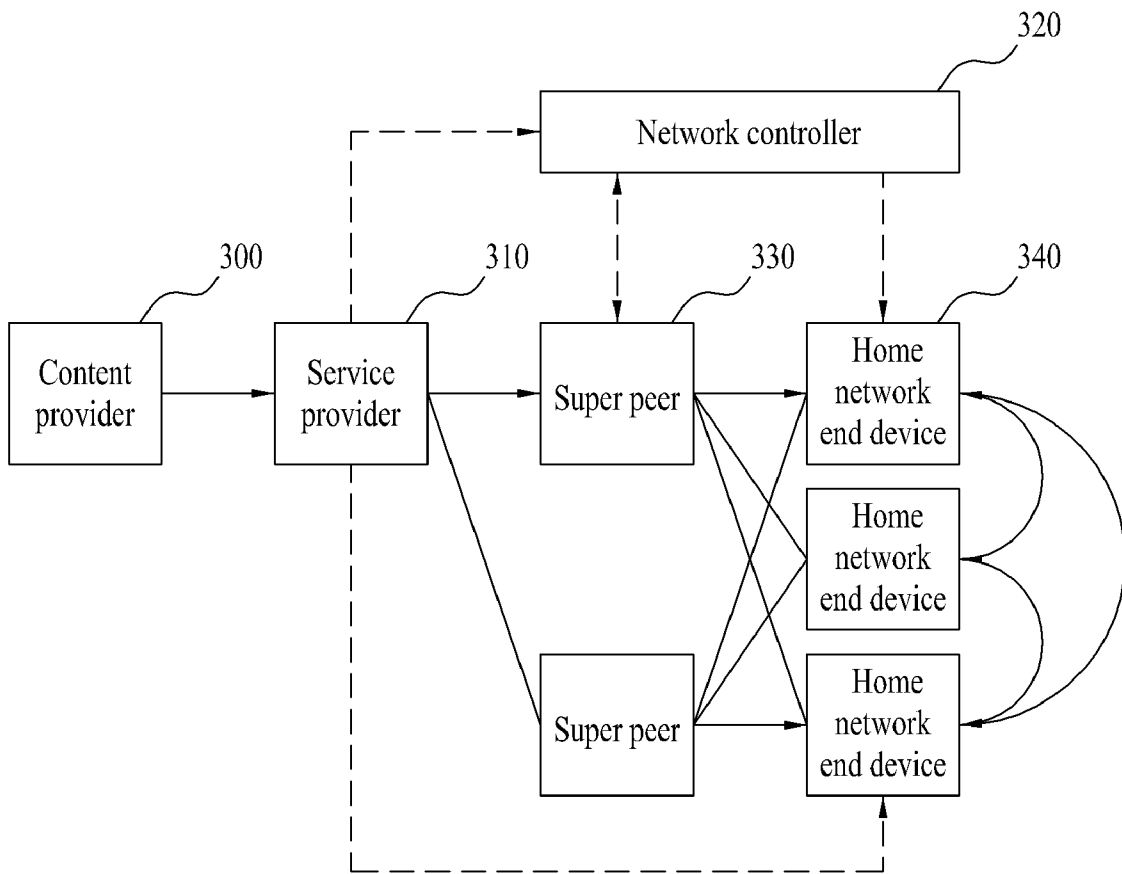 320
Network controller
300
310
330
340
Content
provider
Service
provider
Super peer
Home
network
end device
Home
network
end device
Super peer
Home
network
end device